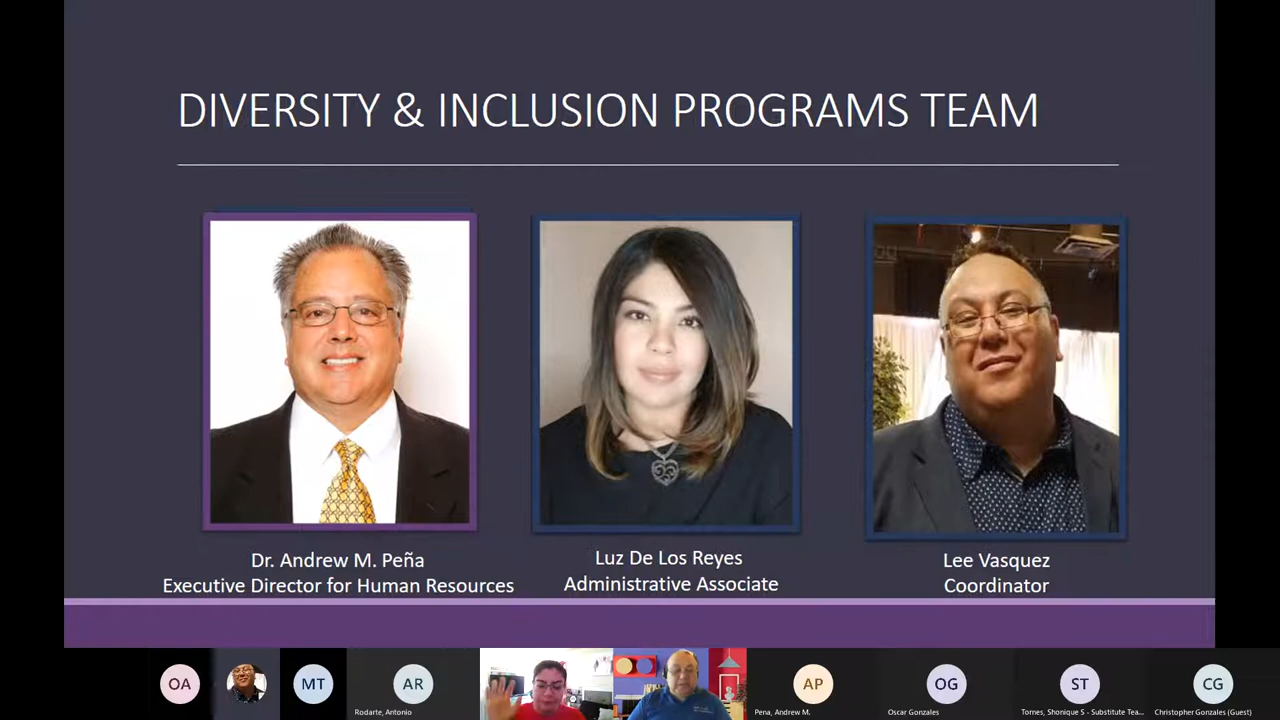 DIVERSITY & INCLUSION PROGRAMS TEAM
Dr. Andrew M. Peña
Executive Director for Human Resources
Luz De Los Reyes
Administrative Associate
Lee Vasquez
Coordinator
OA
MT
AR
Rodarte, Antonio
AP
Pena, Andrew M.
OG
Oscar Gonzales
ST
Torres, Shonique S - Substitute Tea...
CG
Christopher Gonzales (Guest)